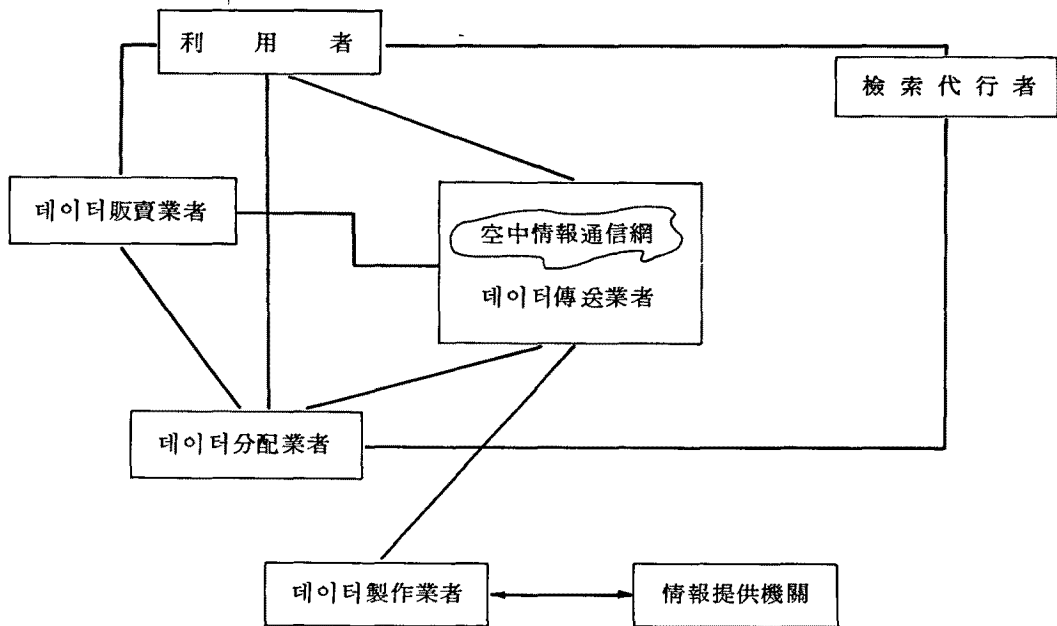 利用者
檢索代行者
데이터販賣業者
空中情報通信網
데이터傳送業者
데이터分配業者
데이터製作業者
情報提供機關